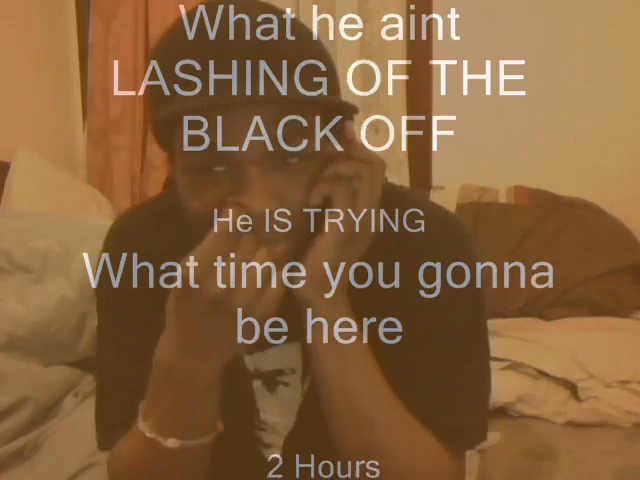 What he aint
LASHING OF THE
BLACK OFF
He IS TRYING
What time you gonna
be here
2 Hours